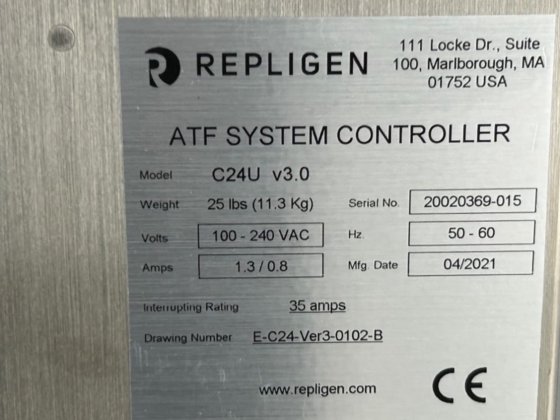 REPLIGEN
111 Locke Dr., Suite
100, Marlborough, MA
01752 USA
ATF SYSTEM CONTROLLER
Model C24U v3.0
Weight 25 lbs (11.3 Kg) Serial No. 20020369-015
Volts 100 - 240 VAC Hz. 50 - 60
Amps 1.3 / 0.8 Mfg. Date 04/2021
Interrupting Rating 35 amps
Drawing Number E-C24-Ver3-0102-B
www.repligen.com CE